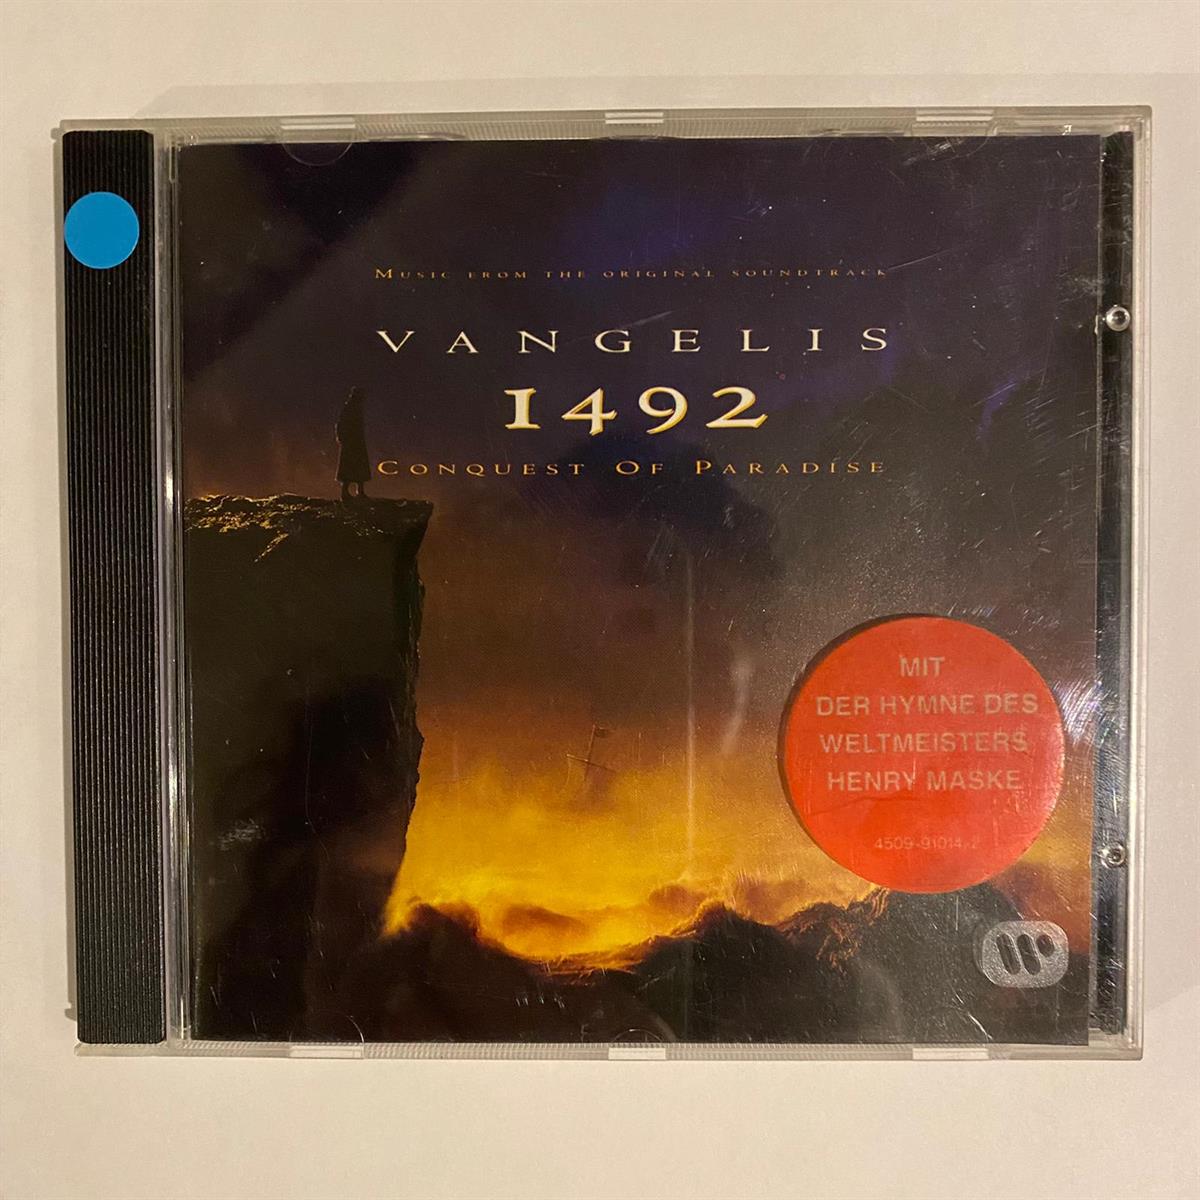 Music from the original soundtrack
VANGELIS
1492
Conquest Of Paradise
MIT
DER HYMNE DES
WELTMEISTERS
HENRY MASKE
4509-91014-2